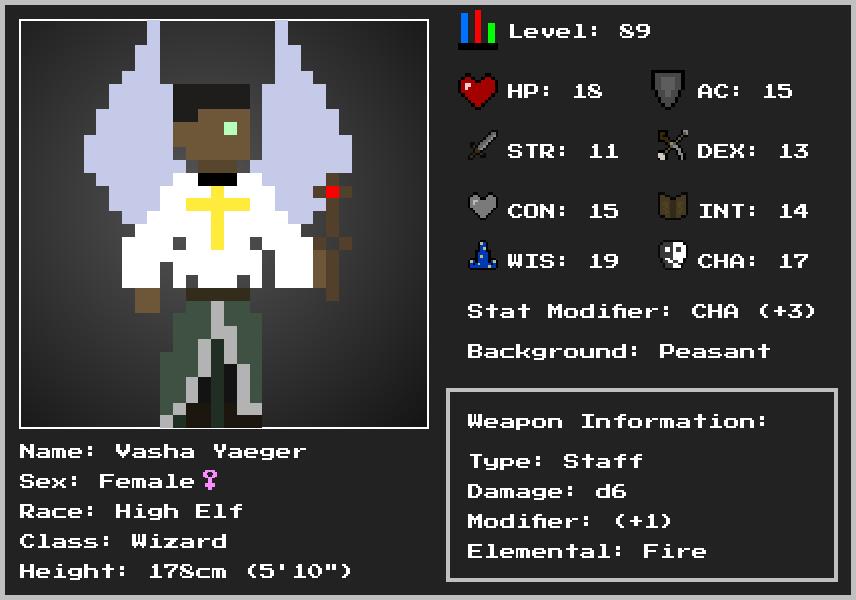 Level: 89
HP: 18
AC: 15
STR: 11
DEX: 13
CON: 15
INT: 14
WIS: 19
CHA: 17
Stat Modifier: CHA (+3)
Background: Peasant
Weapon Information:
Type: Staff
Damage: d6
Modifier: (+1)
Elemental: Fire
Name: Vasha Yaeger
Sex: Female♀
Race: High Elf
Class: Wizard
Height: 178cm (5'10")